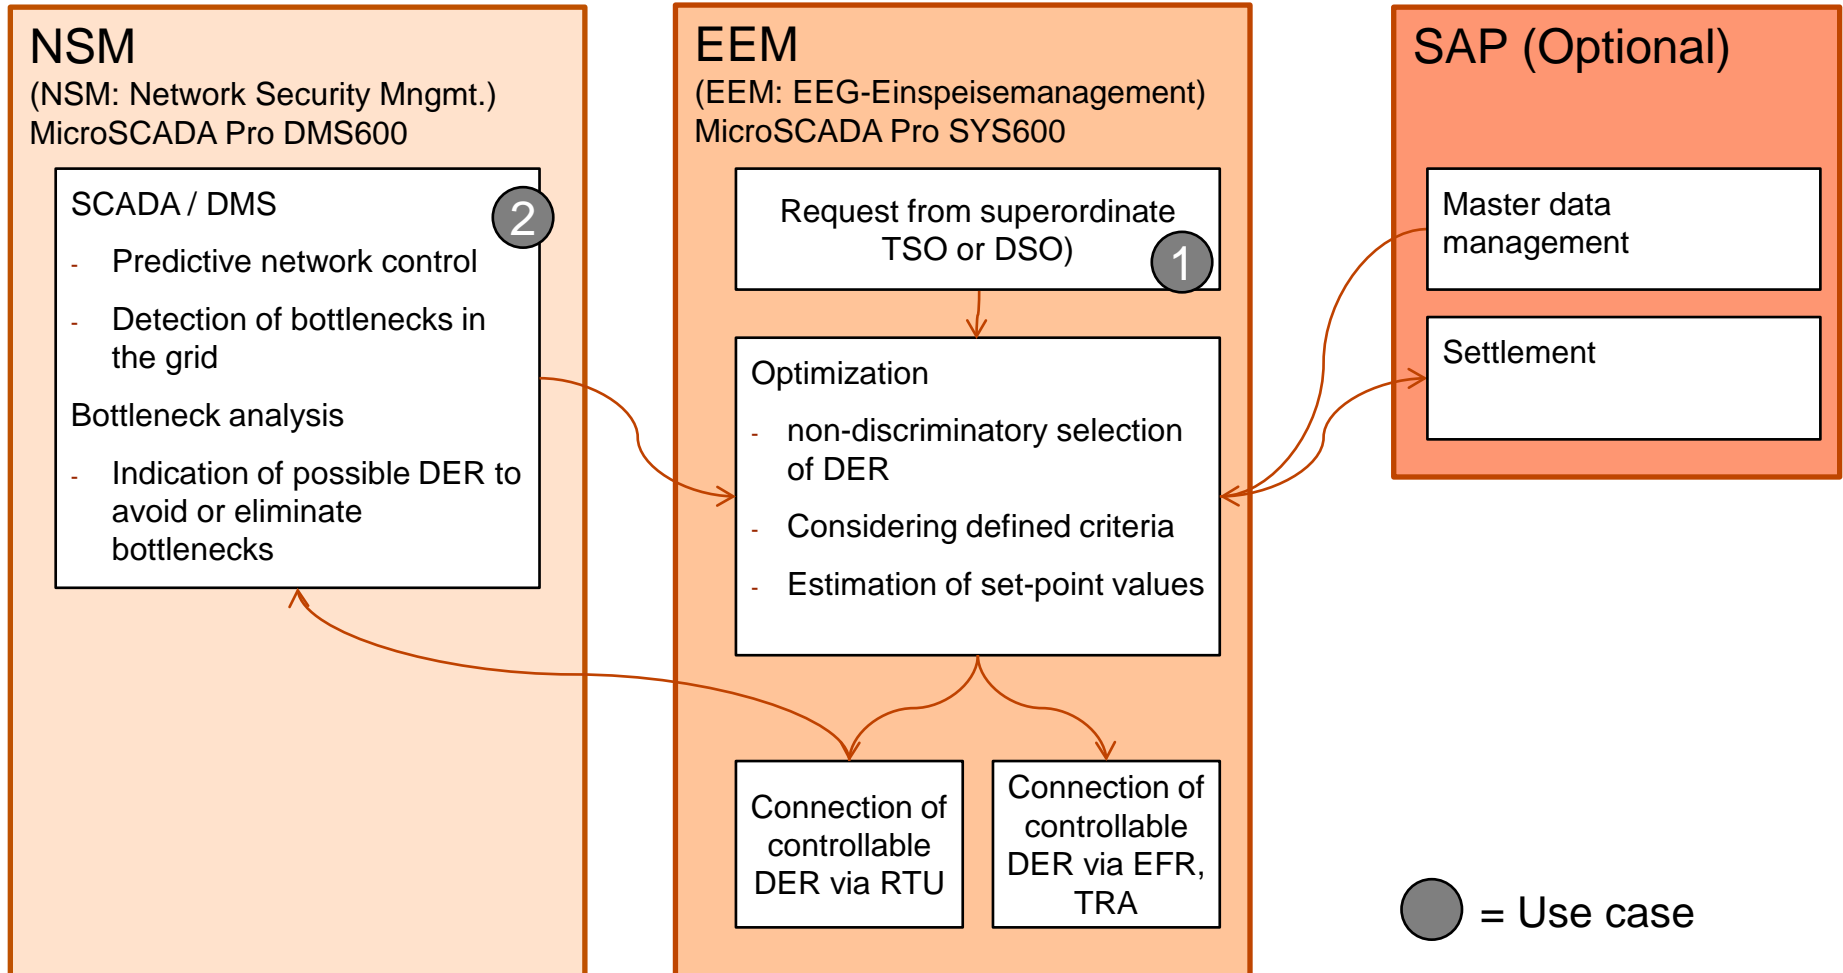 NSM
(NSM: Network Security Mngmt.)
MicroSCADA Pro DMS600
SCADA / DMS
2
- Predictive network control
- Detection of bottlenecks in
the grid
Bottleneck analysis
- Indication of possible DER to
avoid or eliminate
bottlenecks
EEM
(EEM: EEG-Einspeisemanagement)
MicroSCADA Pro SYS600
Request from superordinate
TSO or DSO)
1
Optimization
- non-discriminatory selection
of DER
- Considering defined criteria
- Estimation of set-point values
Connection of
controllable
DER via RTU
Connection of
controllable
DER via EFR,
TRA
SAP (Optional)
Master data
management
Settlement
= Use case